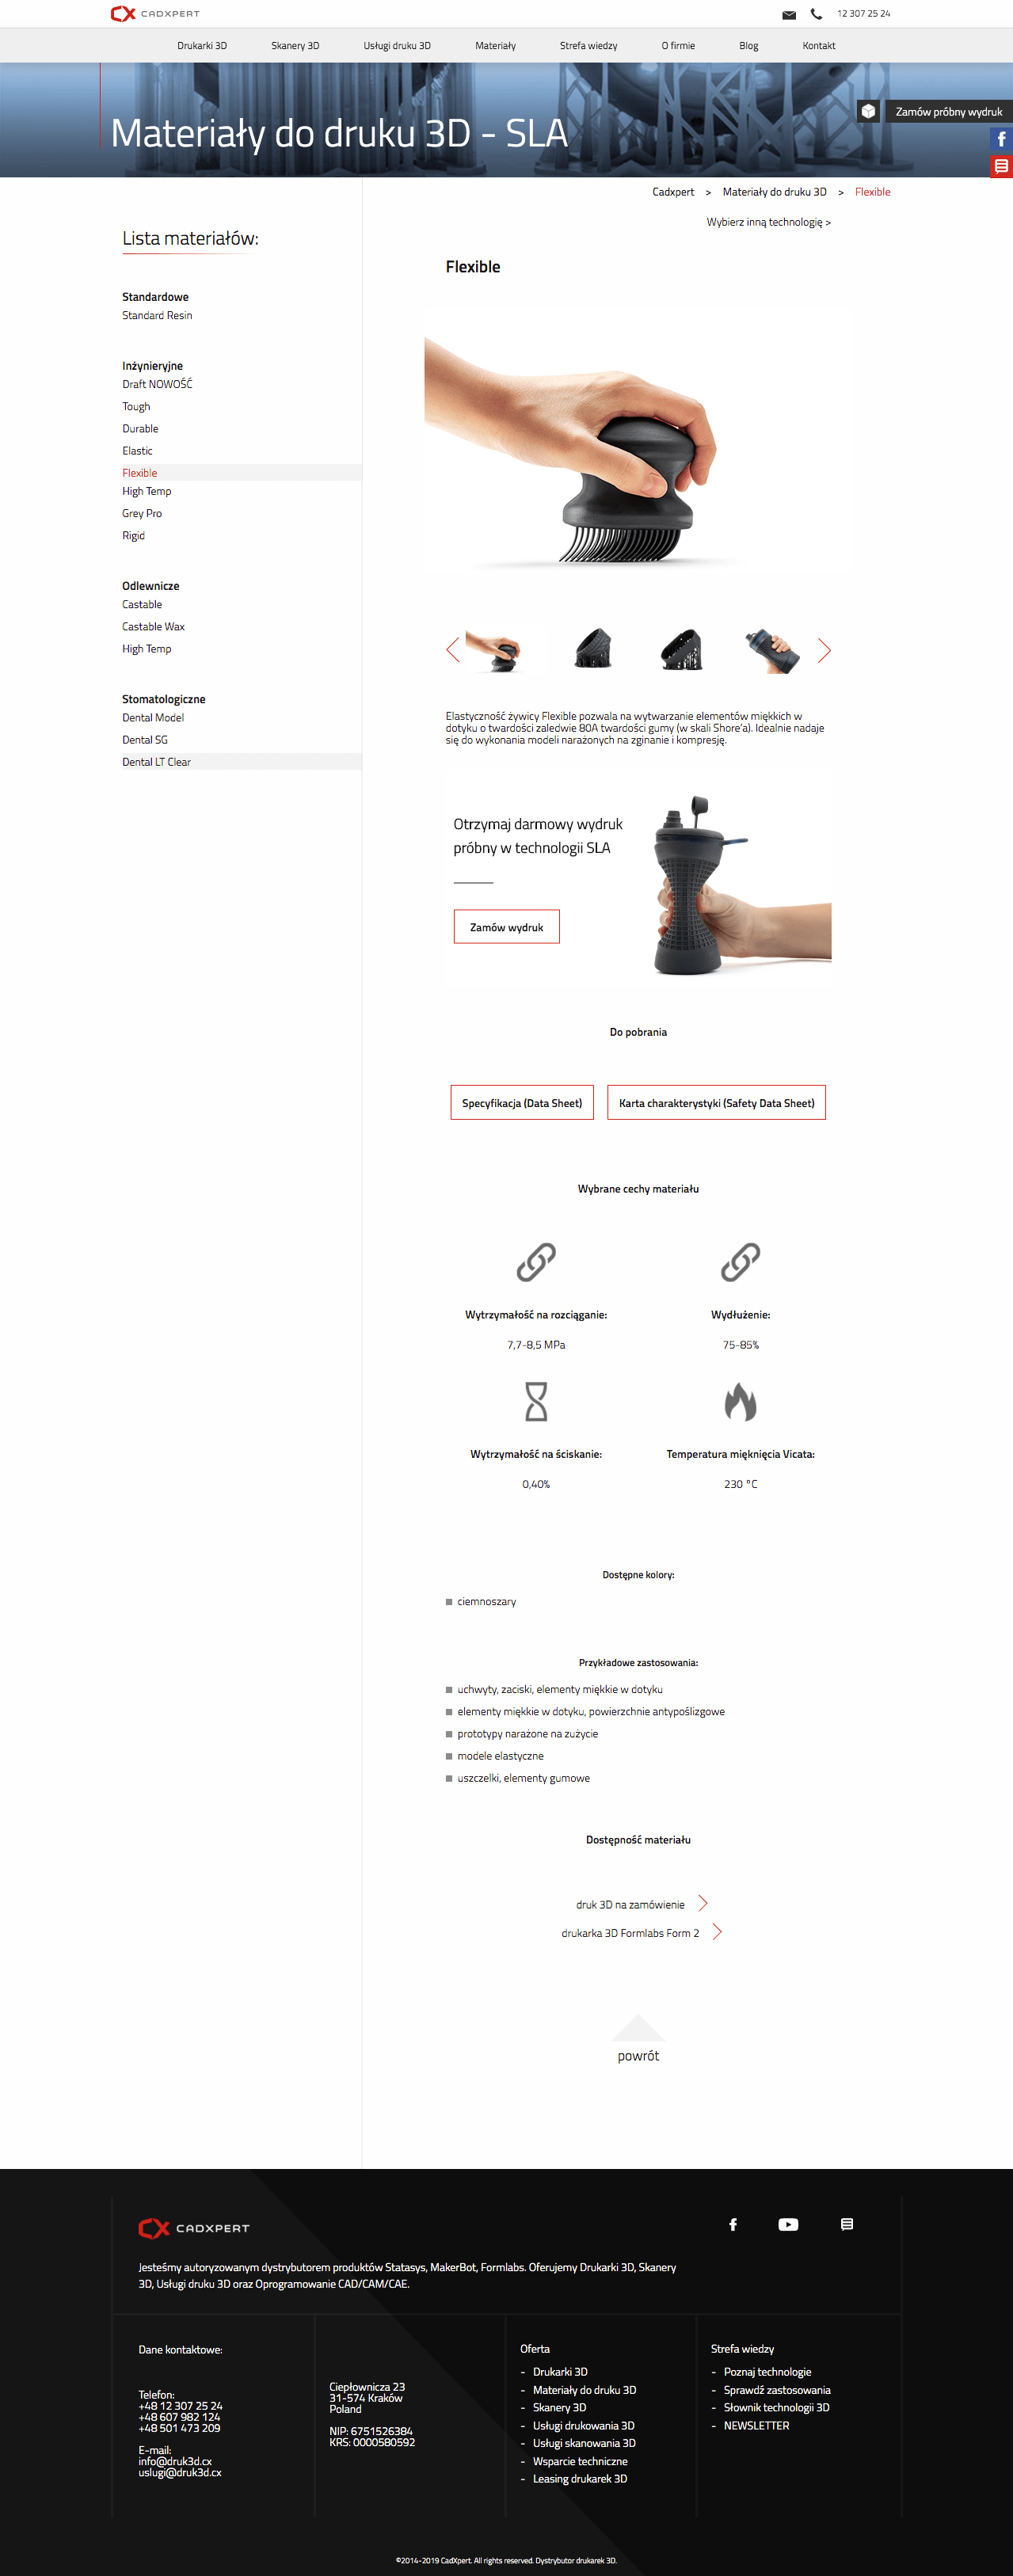 CADXPERT
12 307 25 24
Drukarki 3D
Skanery 3D
Usługi druku 3D
Materiały
Strefa wiedzy
O firmie
Blog
Kontakt
Materiały do druku 3D - SLA
Zamów próbny wydruk
Cadxpert > Materiały do druku 3D > Flexible
Wybierz inną technologię >
Lista materiałów:
Standardowe
Standard Resin
Inżynieryjne
Draft NOWOŚĆ
Tough
Durable
Elastic
Flexible
High Temp
Grey Pro
Rigid
Odlewnicze
Castable
Castable Wax
High Temp
Stomatologiczne
Dental Model
Dental SG
Dental LT Clear
Flexible
Elastyczność żywicy Flexible pozwala na wytwarzanie elementów miękkich w
dotyku o twardości zaledwie 80A twardości gumy (w skali Shore'a). Idealnie nadaje
się do wykonania modeli narażonych na zginanie i kompresję.
Otrzymaj darmowy wydruk
próbny w technologii SLA
Zamów wydruk
Do pobrania
Specyfikacja (Data Sheet)
Karta charakterystyki (Safety Data Sheet)
Wybrane cechy materiału
Wytrzymałość na rozciąganie:
7,7-8,5 MPa
Wydłużenie:
75-85%
Wytrzymałość na ściskanie:
0,40%
Temperatura mięknięcia Vicata:
230 °C
Dostępne kolory:
ciemnoszary
Przykładowe zastosowania:
uchwyty, zaciski, elementy miękkie w dotyku
elementy miękkie w dotyku, powierzchnie antypoślizgowe
prototypy narażone na zużycie
modele elastyczne
uszczelki, elementy gumowe
Dostępność materiału
druk 3D na zamówienie
drukarka 3D Formlabs Form 2
powrót
CADXPERT
Jesteśmy autoryzowanym dystrybutorem produktów Statasys, MakerBot, Formlabs. Oferujemy Drukarki 3D, Skanery
3D, Usługi druku 3D oraz Oprogramowanie CAD/CAM/CAE.
Dane kontaktowe:
Telefon:
+48 12 307 25 24
+48 607 982 124
+48 501 473 209
E-mail:
info@druk3d.cx
uslugi@druk3d.cx
Ciepłownicza 23
31-574 Kraków
Poland
NIP: 6751526384
KRS: 0000580592
Oferta
- Drukarki 3D
- Materiały do druku 3D
- Skanery 3D
- Usługi drukowania 3D
- Usługi skanowania 3D
- Wsparcie techniczne
- Leasing drukarek 3D
Strefa wiedzy
- Poznaj technologie
- Sprawdź zastosowania
- Słownik technologii 3D
- NEWSLETTER
©2014-2019 CadXpert. All rights reserved. Dystrybutor drukarek 3D.